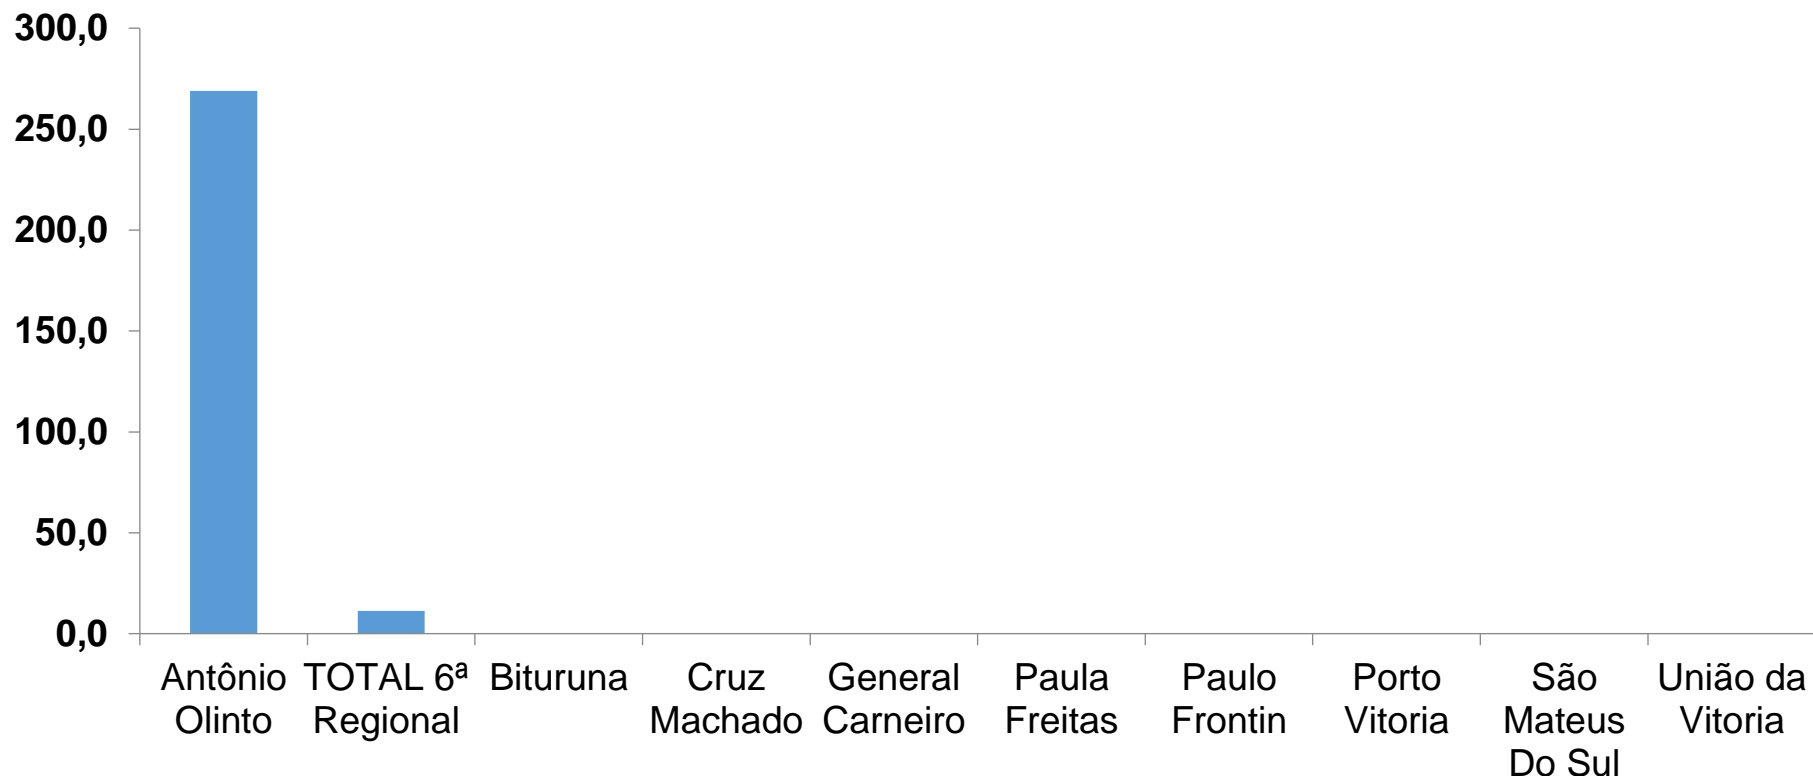 300,0
250,0
200,0
150,0
100,0
50,0
0,0
Antônio
Olinto
TOTAL 6ª
Regional
Bituruna
Cruz
Machado
General
Carneiro
Paula
Freitas
Paulo
Frontin
Porto
Vitoria
São
Mateus
Do Sul
União da
Vitoria